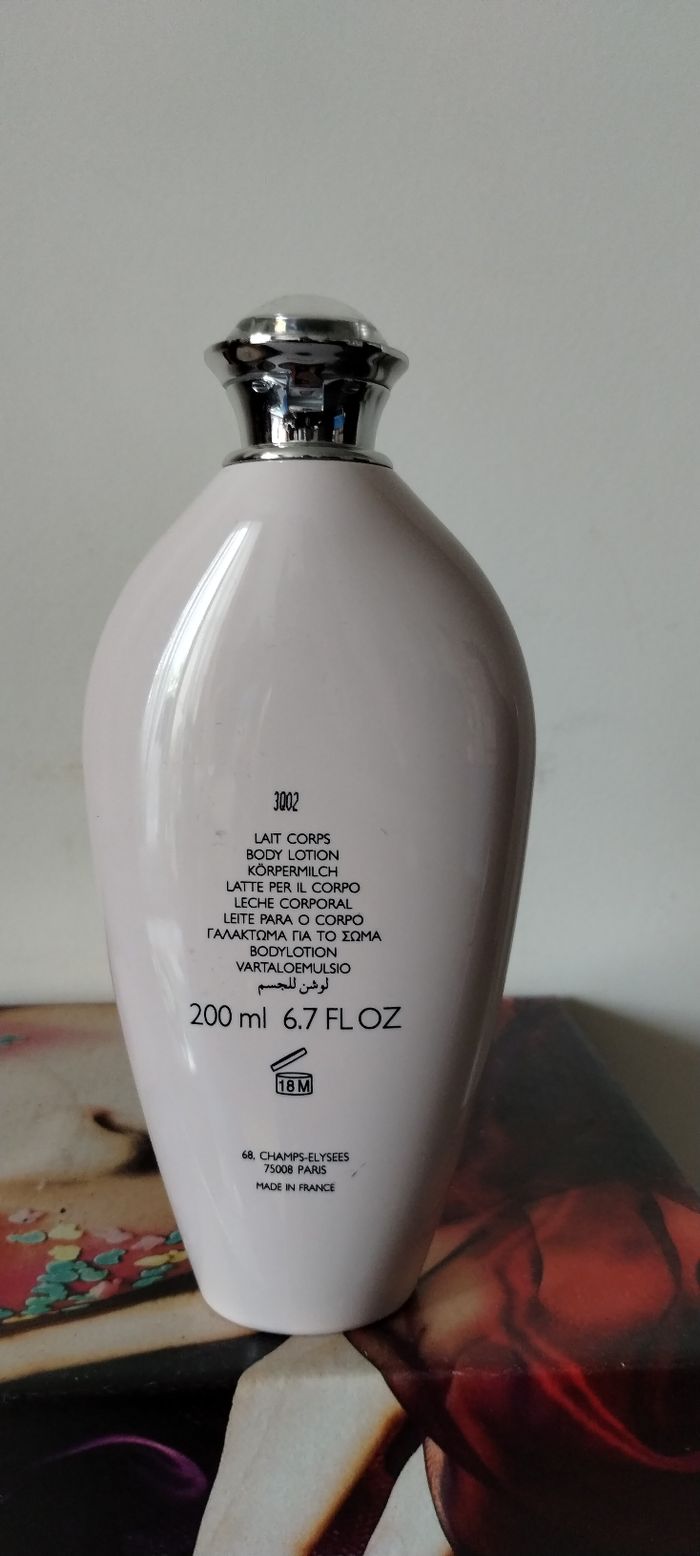 3Q02
LAIT CORPS
BODY LOTION
KÖRPERMILCH
LATTE PER IL CORPO
LECHE CORPORAL
LEITE PARA O CORPO
ΓΑΛΑΚΤΩΜΑ ΓΙΑ ΤΟ ΣΩΜΑ
BODYLOTION
VARTALOEMULSIO
لوشن للجسم
200 ml 6.7 FL OZ
18 M
68, CHAMPS-ELYSEES
75008 PARIS
MADE IN FRANCE